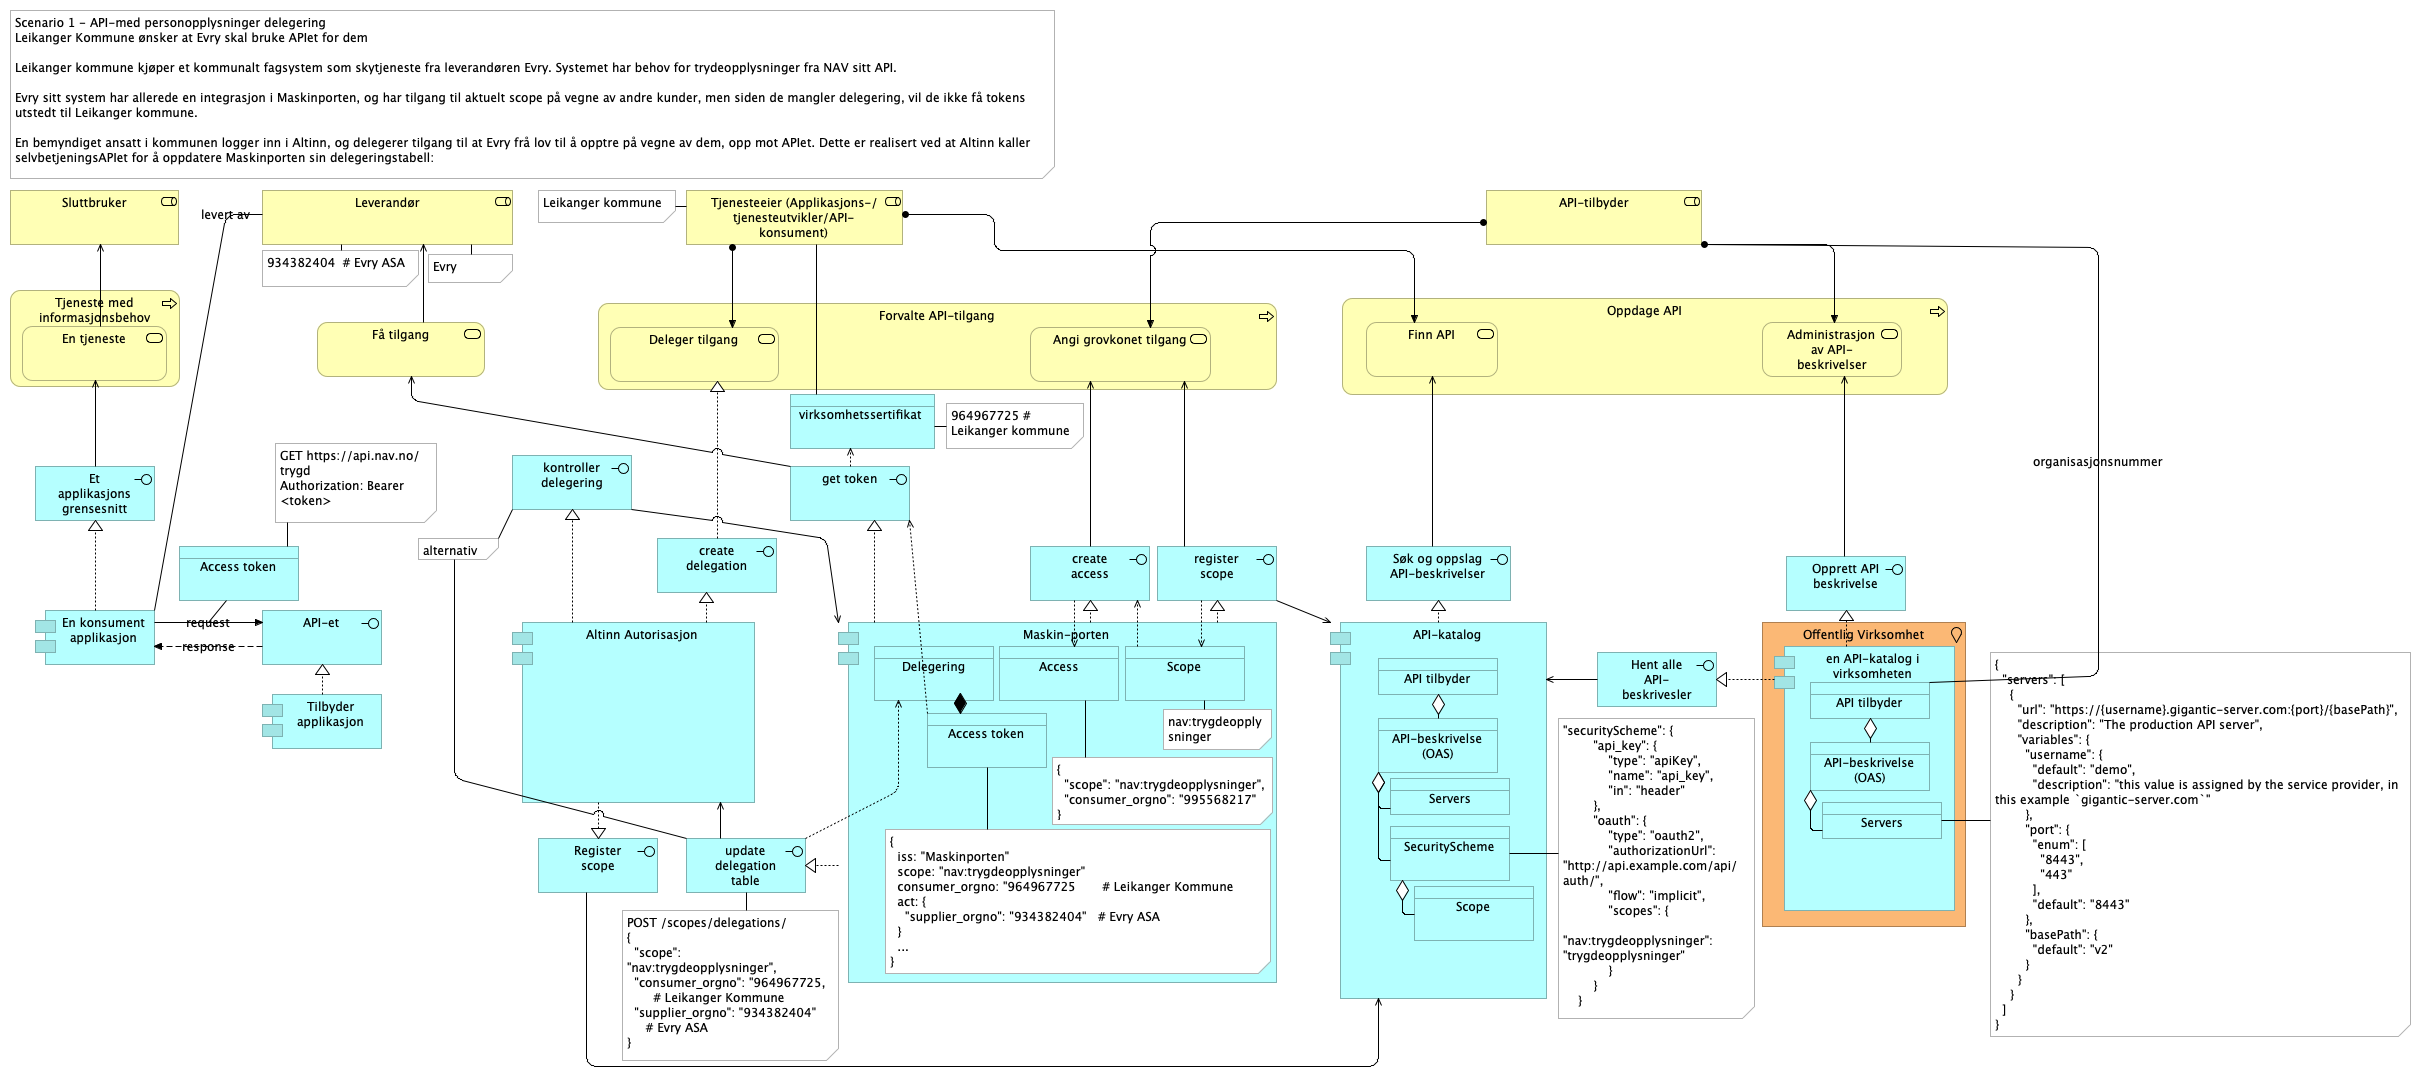 Scenario 1 - API-med personopplysninger delegering
Leikanger Kommune ønsker at Evry skal bruke APIet for dem
Leikanger kommune kjøper et kommunalt fagsystem som skytjeneste fra leverandøren Evry. Systemet har behov for trydeopplysninger fra NAV sitt API.
Evry sitt system har allerede en integrasjon i Maskinporten, og har tilgang til aktuelt scope på vegne av andre kunder, men siden de mangler delegering, vil de ikke få tokens
utstedt til Leikanger kommune.
En bemyndiget ansatt i kommunen logger inn i Altinn, og delegerer tilgang til at Evry frå lov til å opptre på vegne av dem, opp mot APIet. Dette er realisert ved at Altinn kaller
selvbetjeningsAPIet for å oppdatere Maskinporten sin delegeringstabell:
Sluttbruker
levert av
Leverandør
934382404  # Evry ASA
Evry
Leikanger kommune
Tjenesteeier (Applikasjons-/
tjenesteutvikler/API-
konsument)
API-tilbyder
Tjeneste med
informasjonsbehov
En tjeneste
Få tilgang
Forvalte API-tilgang
Deleger tilgang
Angi grovkonet tilgang
Oppdage API
Finn API
Administrasjon
av API-
beskrivelser
virksomhetssertifikat
964967725 #
Leikanger kommune
organisasjonsnummer
GET https://api.nav.no/
trygd
Authorization: Bearer
<token>
Et
applikasjons
grensesnitt
kontroller
delegering
get token
alternativ
create
delegation
create
access
register
scope
Søk og oppslag
API-beskrivelser
Opprett API
beskrivelse
Access token
En konsument
applikasjon
request
response
API-et
Tilbyder
applikasjon
Altinn Autorisasjon
Maskin-porten
Delegering
Access
Scope
Access token
nav:trygdeopply
sninger
{
"scope": "nav:trygdeopplysninger",
"consumer_orgno": "995568217"
}
{
iss: "Maskinporten"
scope: "nav:trygdeopplysninger"
consumer_orgno: "964967725       # Leikanger Kommune
act: {
"supplier_orgno": "934382404"   # Evry ASA
}
...
}
Register
scope
update
delegation
table
POST /scopes/delegations/
{
"scope":
"nav:trygdeopplysninger",
"consumer_orgno": "964967725,
# Leikanger Kommune
"supplier_orgno": "934382404"
# Evry ASA
}
API-katalog
API tilbyder
API-beskrivelse
(OAS)
Servers
SecurityScheme
Scope
Hent alle
API-
beskrivesler
"securityScheme": {
"api_key": {
"type": "apiKey",
"name": "api_key",
"in": "header"
},
"oauth": {
"type": "oauth2",
"authorizationUrl":
"http://api.example.com/api/
auth/",
"flow": "implicit",
"scopes": {
"nav:trygdeopplysninger":
"trygdeopplysninger"
}
}
}
Offentlig Virksomhet
en API-katalog i
virksomheten
API tilbyder
API-beskrivelse
(OAS)
Servers
{
"servers": [
{
"url": "https://{username}.gigantic-server.com:{port}/{basePath}",
"description": "The production API server",
"variables": {
"username": {
"default": "demo",
"description": "this value is assigned by the service provider, in
this example `gigantic-server.com`"
},
"port": {
"enum": [
"8443",
"443"
],
"default": "8443"
},
"basePath": {
"default": "v2"
}
}
}
]
}